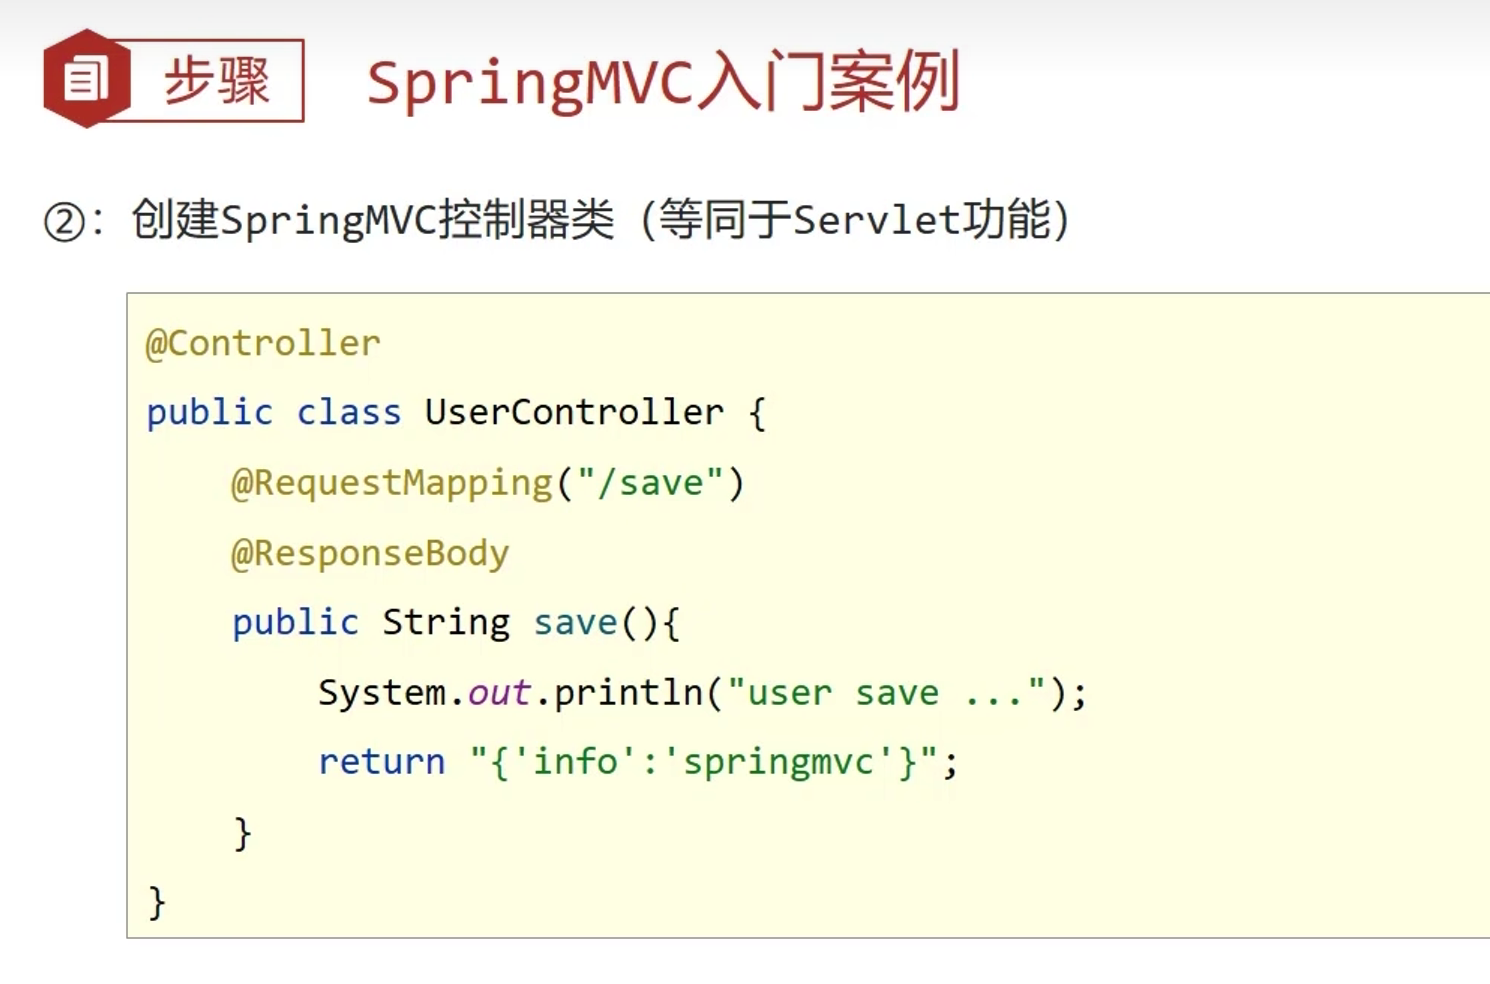 步骤
SpringMVC入门案例
②：创建SpringMVC控制器类（等同于Servlet功能）
@Controller
public class UserController {
    @RequestMapping("/save")
    @ResponseBody
    public String save(){
        System.out.println("user save ...");
        return "{'info':'springmvc'}";
    }
}